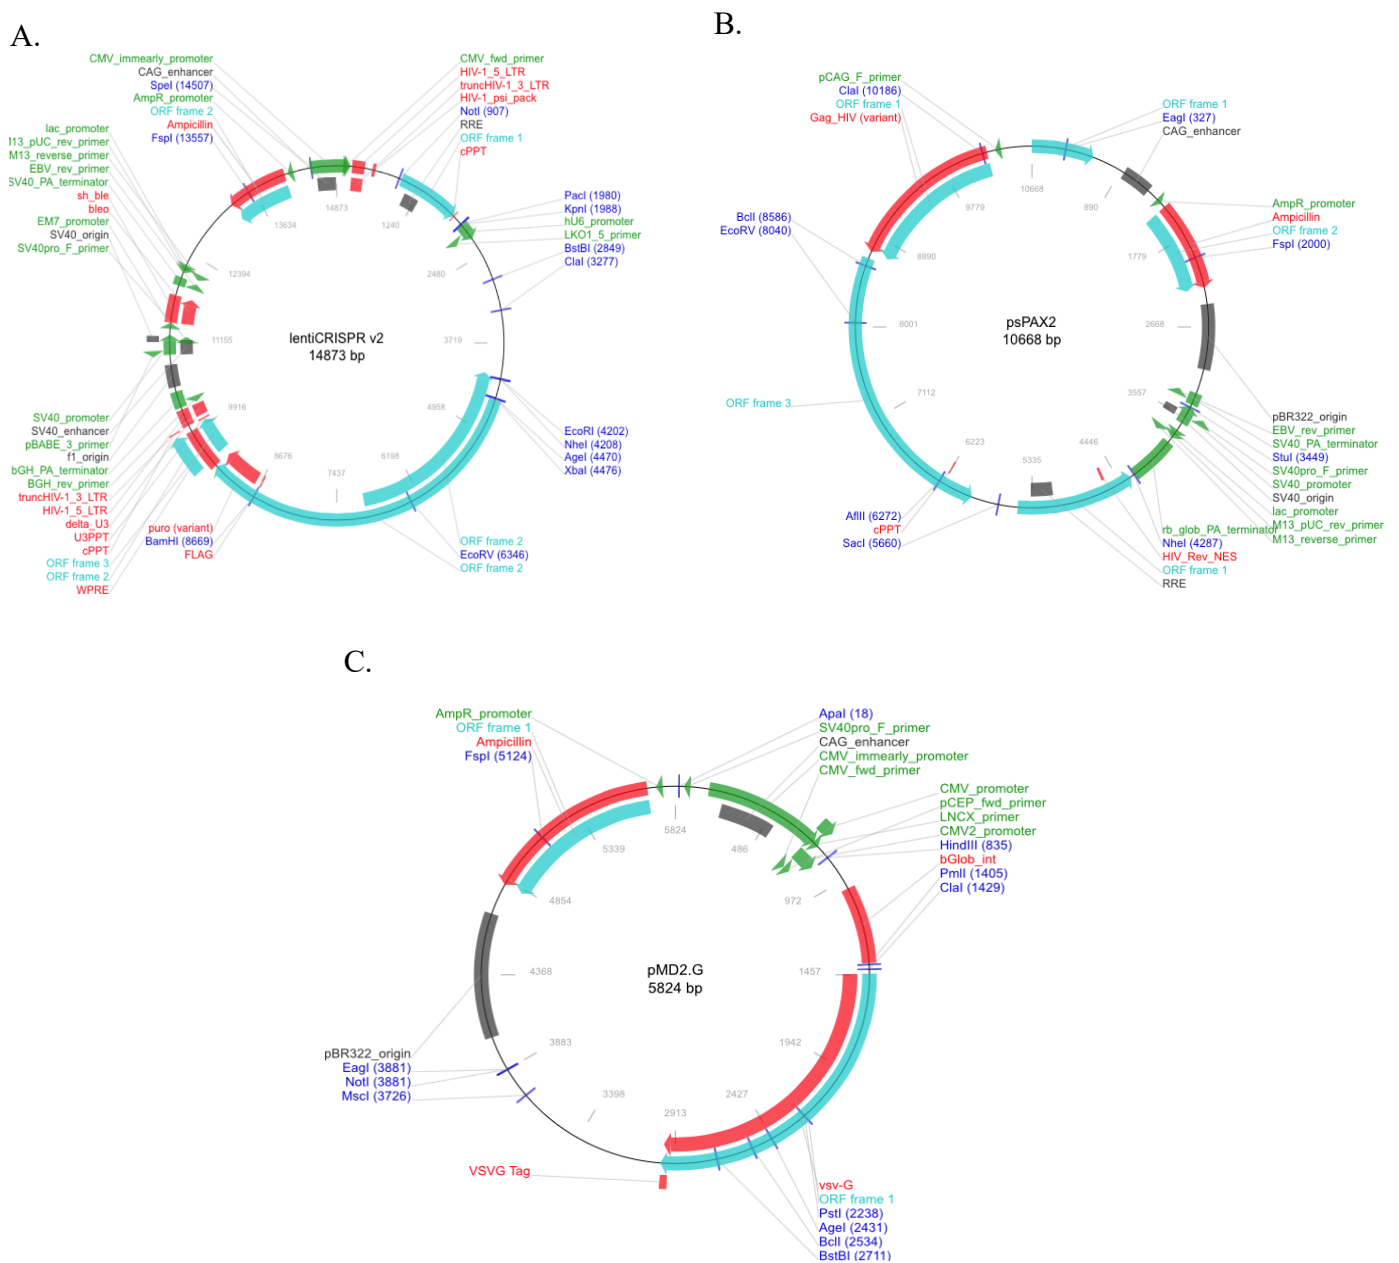 A.
CMV_immearly_promoter
CAG_enhancer
SpeI (14507)
AmpR_promoter
ORF frame 2
Ampicillin
FspI (13557)
lac_promoter
M13_reverse_primer
EBV_rev_primer
SV40_PA_terminator
sh_ble
bleo
EM7_promoter
SV40_origin
SV40pro_F_primer
CMV_fwd_primer
HIV-1_5_LTR
truncHIV-1_3_LTR
HIV-1_psi_pack
NotI (907)
RRE
ORF frame 1
cPPT
PacI (1980)
KpnI (1988)
hU6_promoter
LKO1_5_primer
BstBI (2849)
ClaI (3277)
14873
1240
2480
3719
4958
6198
7437
8676
9916
11155
12394
13634
lentiCRISPR v2
14873 bp
EcoRI (4202)
NheI (4208)
AgeI (4470)
XbaI (4476)
ORF frame 2
EcoRV (6346)
ORF frame 2
SV40_promoter
SV40_enhancer
pBABE_3_primer
f1_origin
bGH_PA_terminator
BGH_rev_primer
truncHIV-1_3_LTR
HIV-1_5_LTR
delta_U3
U3PPT
cPPT
ORF frame 3
ORF frame 2
WPRE
puro (variant)
BamHI (8669)
FLAG
B.
pCAG_F_primer
ClaI (10186)
ORF frame 1
Gag_HIV (variant)
BclI (8586)
EcoRV (8040)
ORF frame 3
AflII (6272)
cPPT
SacI (5660)
ORF frame 1
EagI (327)
CAG_enhancer
AmpR_promoter
Ampicillin
ORF frame 2
FspI (2000)
10668
890
1779
2668
3557
4446
5335
6223
7112
8001
8890
9779
psPAX2
10668 bp
pBR322_origin
EBV_rev_primer
SV40_PA_terminator
StuI (3449)
SV40pro_F_primer
SV40_promoter
SV40_origin
lac_promoter
M13_pUC_rev_primer
M13_reverse_primer
rb_glob_PA_terminator
NheI (4287)
HIV_Rev_NES
ORF frame 1
RRE
C.
AmpR_promoter
ORF frame 1
Ampicillin
FspI (5124)
ApaI (18)
SV40pro_F_primer
CAG_enhancer
CMV_immearly_promoter
CMV_fwd_primer
CMV_promoter
pCEP_fwd_primer
LNCX_primer
CMV2_promoter
HindIII (835)
bGlob_int
PmlI (1405)
ClaI (1429)
5824
486
972
1457
1942
2427
2913
3398
3883
4368
4854
5339
pMD2.G
5824 bp
pBR322_origin
EagI (3881)
NotI (3881)
MscI (3726)
VSVG Tag
vsv-G
ORF frame 1
PstI (2238)
AgeI (2431)
BclI (2534)
BstBI (2711)